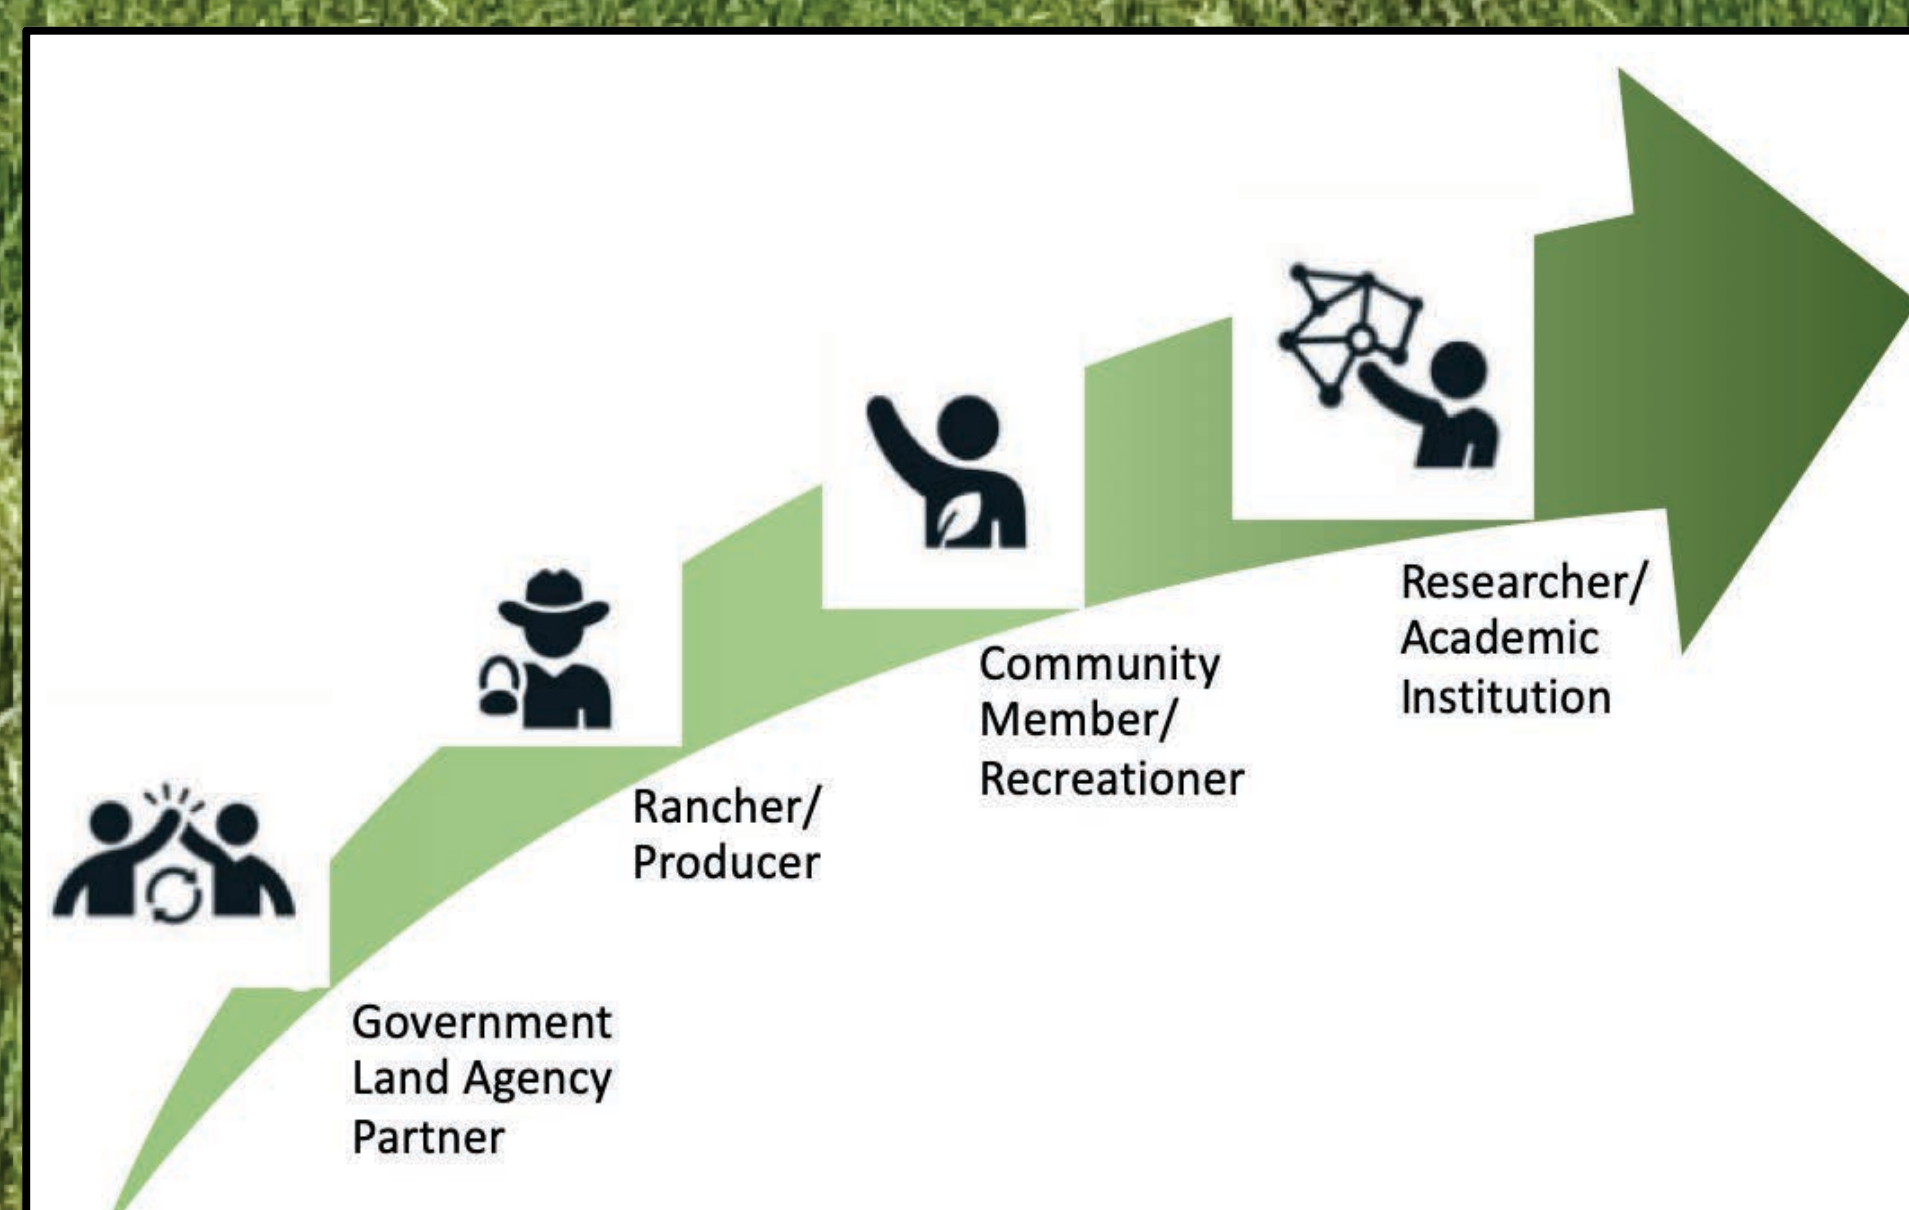 Government
Land Agency
Partner
Rancher/
Producer
Community
Member/
Recreationer
Researcher/
Academic
Institution